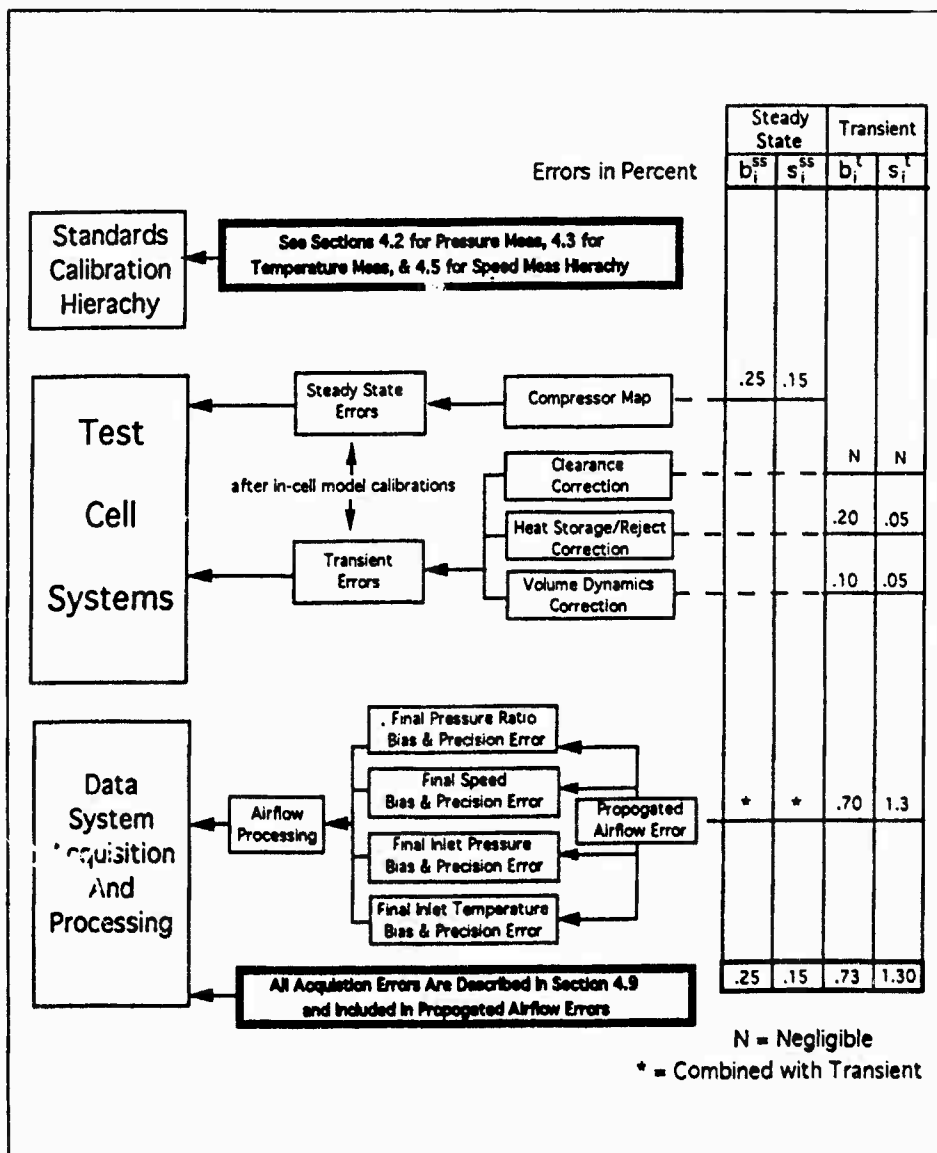 Steady State
Transient
Errors in Percent
b_i^ss s_i^ss b_i^t s_i^t
Standards
Calibration
Hierachy
See Sections 4.2 for Pressure Meas, 4.3 for
Temperature Meas, & 4.5 for Speed Meas Hierachy
Test
Cell
Systems
Steady State
Errors
Compressor Map
.25 .15
after in-cell model calibrations
Clearance
Correction
N N
Heat Storage/Reject
Correction
.20 .05
Transient
Errors
Volume Dynamics
Correction
.10 .05
Data
System
And
Processing
Airflow
Processing
. Final Pressure Ratio
Bias & Precision Error
Final Speed
Bias & Precision Error
Final Inlet Pressure
Bias & Precision Error
Final Inlet Temperature
Bias & Precision Error
Propogated
Airflow Error
* * .70 1.3
All Acquistion Errors Are Described in Section 4.9
and Included in Propogated Airflow Errors
.25 .15 .73 1.30
N = Negligible
* = Combined with Transient